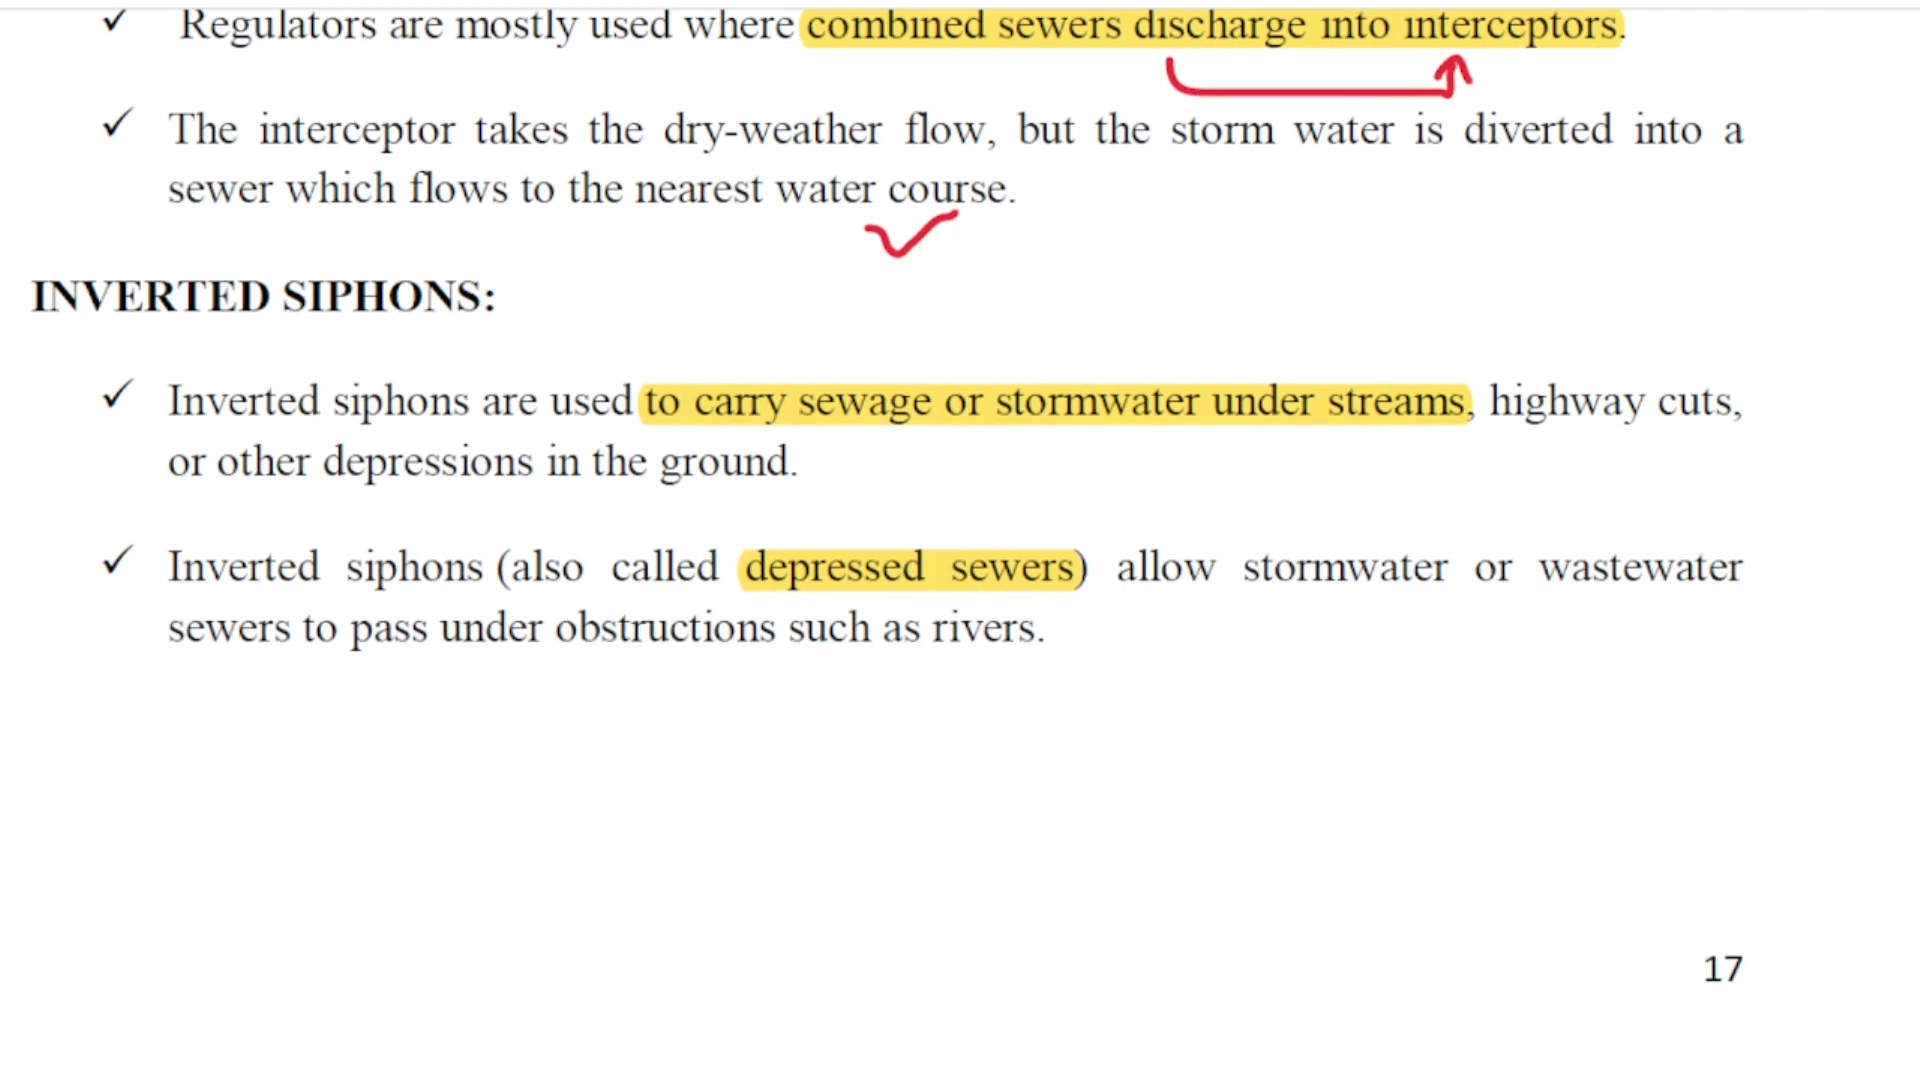 ✓ Regulators are mostly used where combined sewers discharge into interceptors.
✓ The interceptor takes the dry-weather flow, but the storm water is diverted into a
sewer which flows to the nearest water course.
INVERTED SIPHONS:
✓ Inverted siphons are used to carry sewage or stormwater under streams, highway cuts,
or other depressions in the ground.
✓ Inverted siphons (also called depressed sewers) allow stormwater or wastewater
sewers to pass under obstructions such as rivers.
17